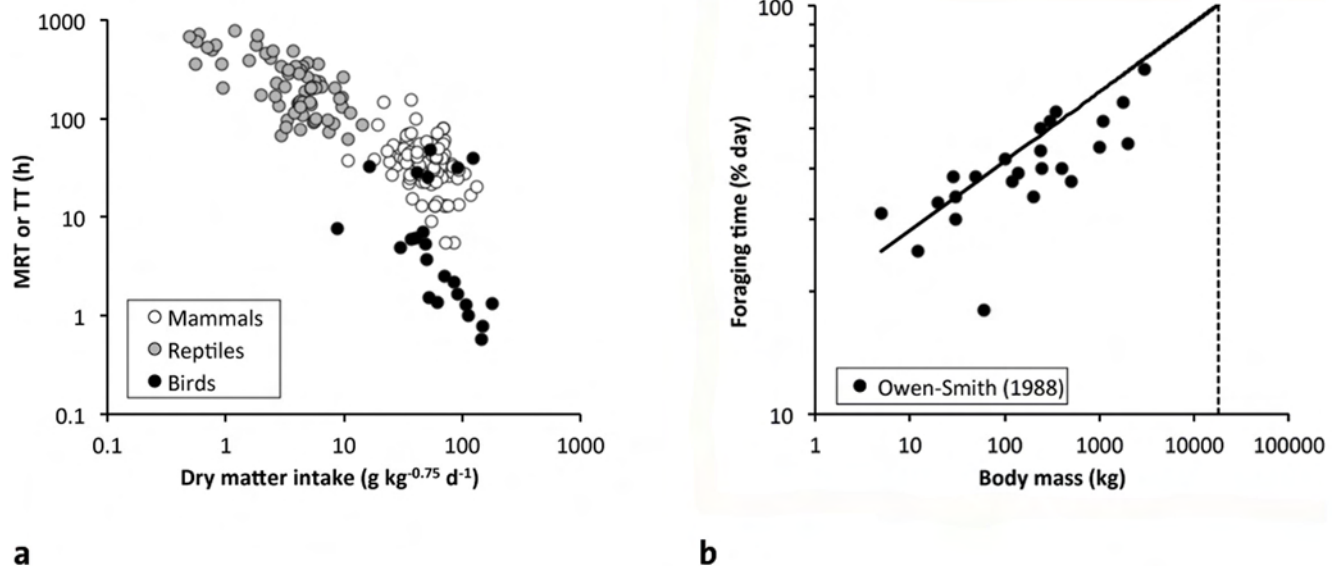 1000
100
10
1
0.1
MRT or TT (h)
Mammals
Reptiles
Birds
0.1 1 10 100 1000
Dry matter intake (g kg⁻⁰·⁷⁵ d⁻¹)
a
100
10
Foraging time (% day)
Owen-Smith (1988)
1 10 100 1000 10000 100000
Body mass (kg)
b